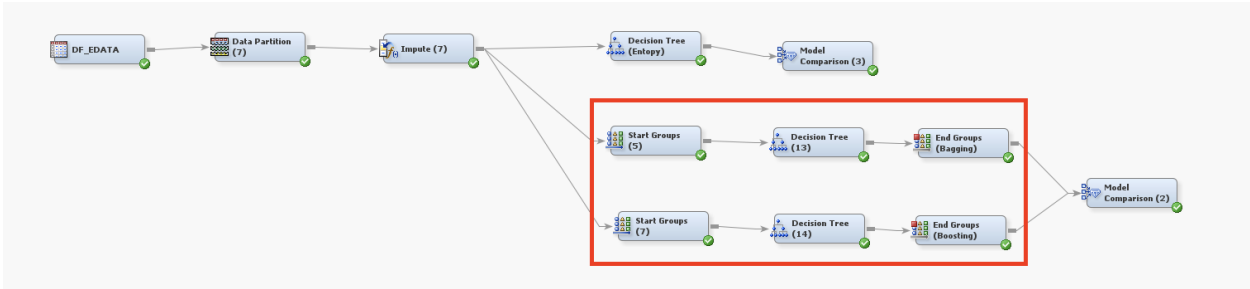 DF_EDATA
Data Partition
(7)
Impute (7)
Decision Tree
(Entopy)
Model
Comparison (3)
Start Groups
(5)
Decision Tree
(13)
End Groups
(Bagging)
Model
Comparison (2)
Start Groups
(7)
Decision Tree
(14)
End Groups
(Boosting)